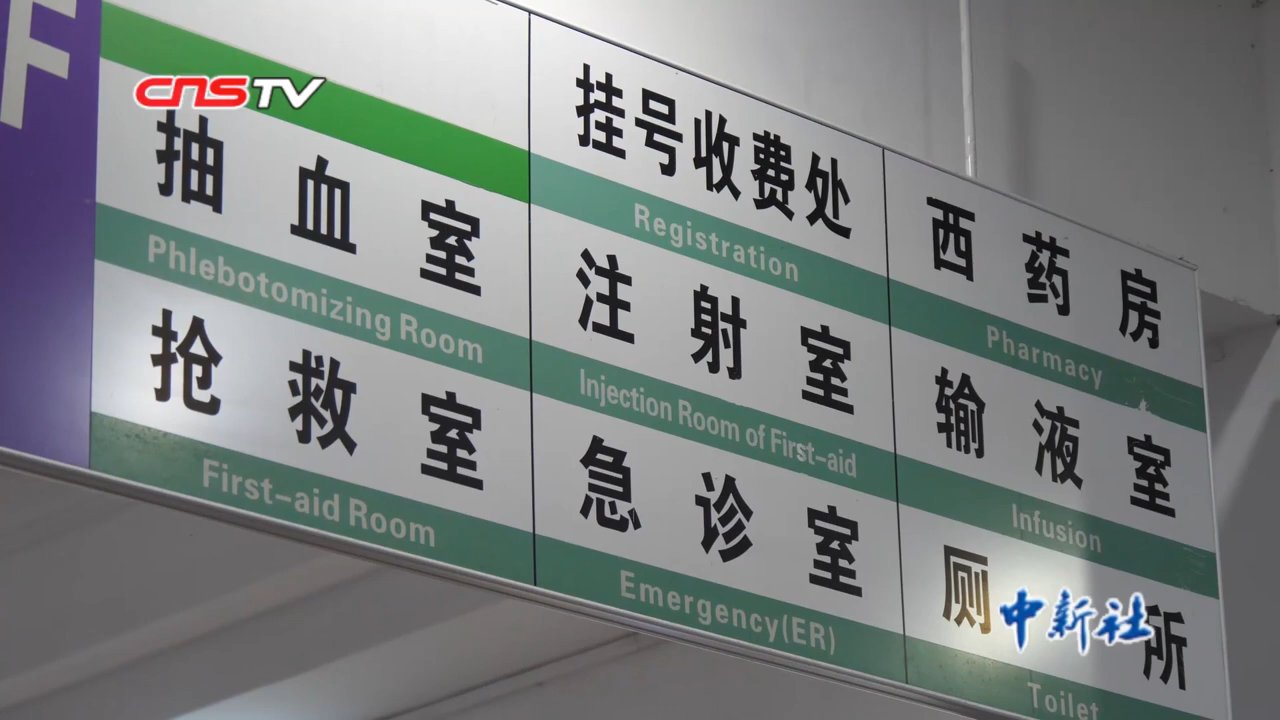 F
CNSTV
抽血室
Phlebotomizing Room
抢救室
First-aid Room
挂号收费处
Registration
注射室
Injection Room of First-aid
急诊室
Emergency(ER)
西药房
Pharmacy
输液室
Infusion
厕所
Toilet
中新社